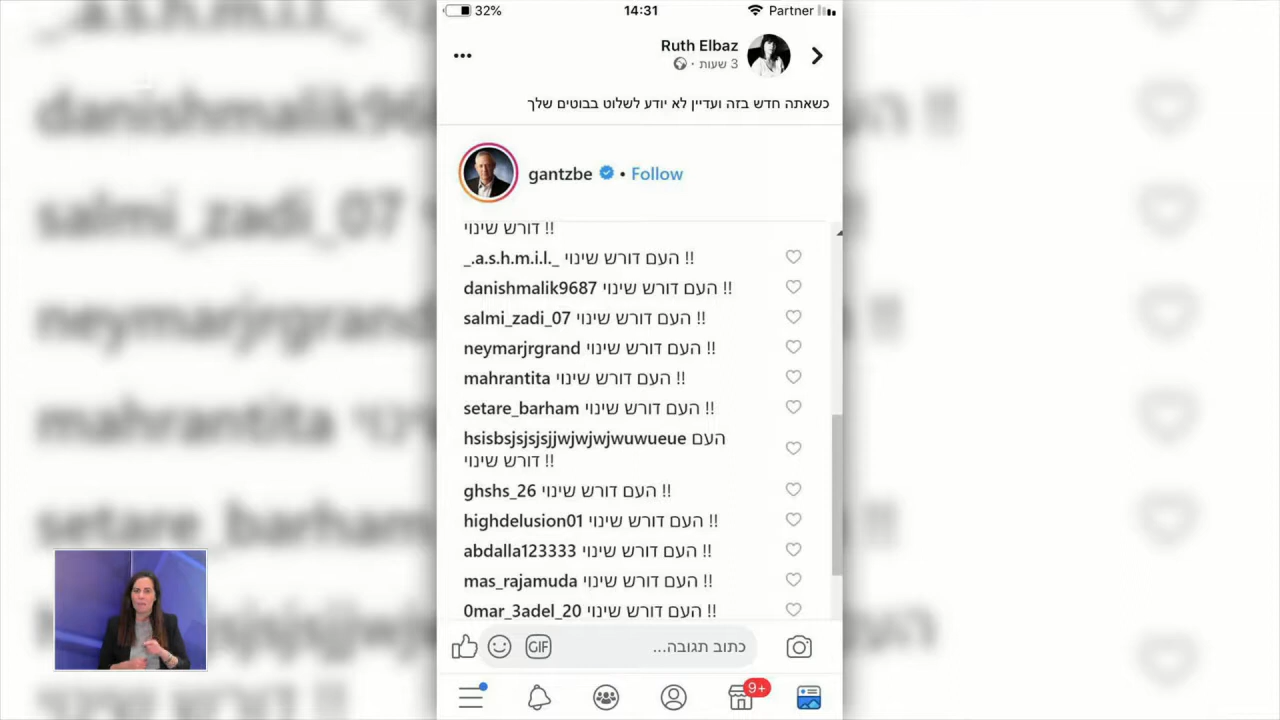 32%
14:31
Partner
Ruth Elbaz
3 שעות ·
כשאתה חדש בזה ועדיין לא יודע לשלוט בבוטים שלך
gantzbe • Follow
דורש שינוי !!
_.a.s.h.m.i.l._ העם דורש שינוי !!
danishmalik9687 העם דורש שינוי !!
salmi_zadi_07 העם דורש שינוי !!
neymarjrgrand העם דורש שינוי !!
mahrantita העם דורש שינוי !!
setare_barham העם דורש שינוי !!
hsisbsjsjsjsjjwjwjwjwuwueue העם
דורש שינוי !!
ghshs_26 העם דורש שינוי !!
highdelusion01 העם דורש שינוי !!
abdalla123333 העם דורש שינוי !!
mas_rajamuda העם דורש שינוי !!
0mar_3adel_20 העם דורש שינוי !!
GIF
כתוב תגובה...
9+